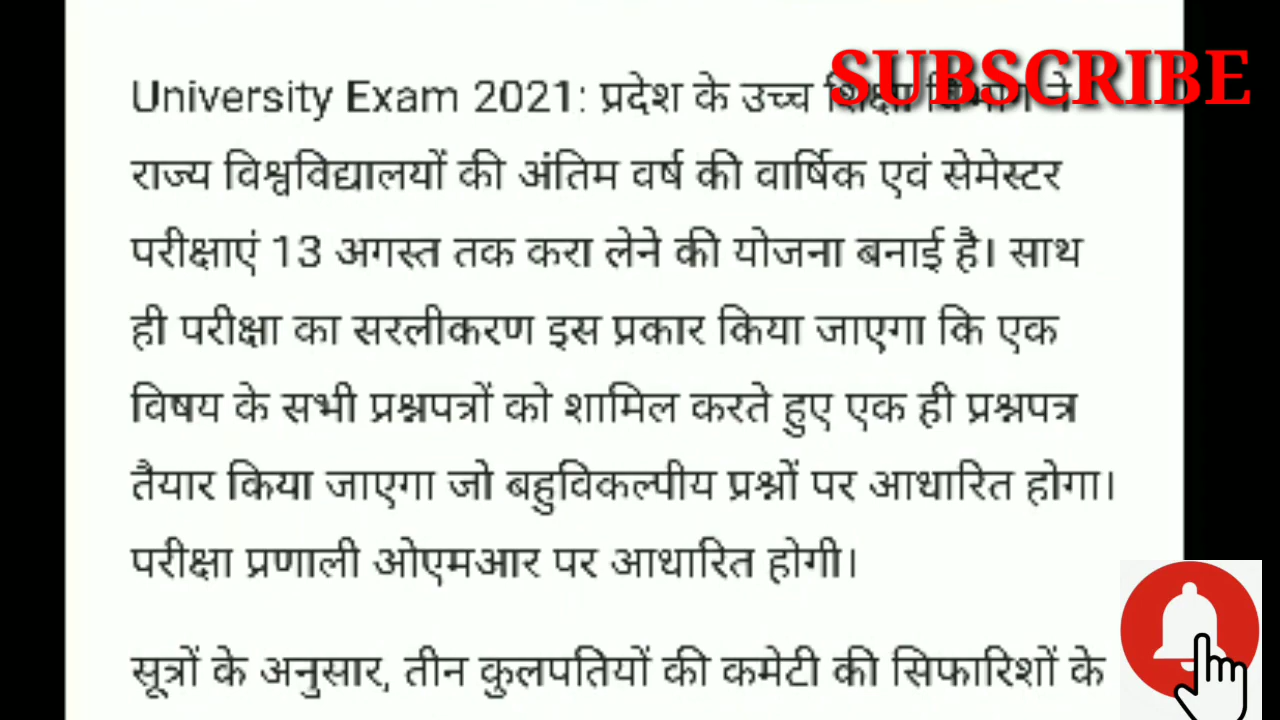 SUBSCRIBE
University Exam 2021: प्रदेश के उच्च शिक्षा विभाग ने
राज्य विश्वविद्यालयों की अंतिम वर्ष की वार्षिक एवं सेमेस्टर
परीक्षाएं 13 अगस्त तक करा लेने की योजना बनाई है। साथ
ही परीक्षा का सरलीकरण इस प्रकार किया जाएगा कि एक
विषय के सभी प्रश्नपत्रों को शामिल करते हुए एक ही प्रश्नपत्र
तैयार किया जाएगा जो बहुविकल्पीय प्रश्नों पर आधारित होगा।
परीक्षा प्रणाली ओएमआर पर आधारित होगी।
सूत्रों के अनुसार, तीन कुलपतियों की कमेटी की सिफारिशों के